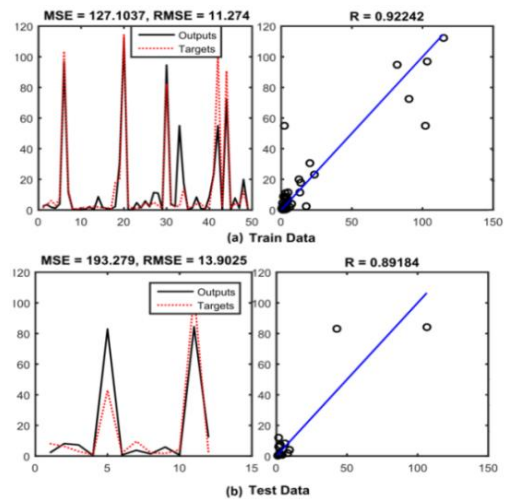 MSE = 127.1037, RMSE = 11.274
R = 0.92242
120
100
80
60
40
20
0
Outputs
Targets
0 10 20 30 40 50
120
100
80
60
40
20
0
0 50 100 150
(a) Train Data
MSE = 193.279, RMSE = 13.9025
R = 0.89184
120
100
80
60
40
20
0
Outputs
Targets
0 5 10 15
120
100
80
60
40
20
0
0 50 100 150
(b) Test Data